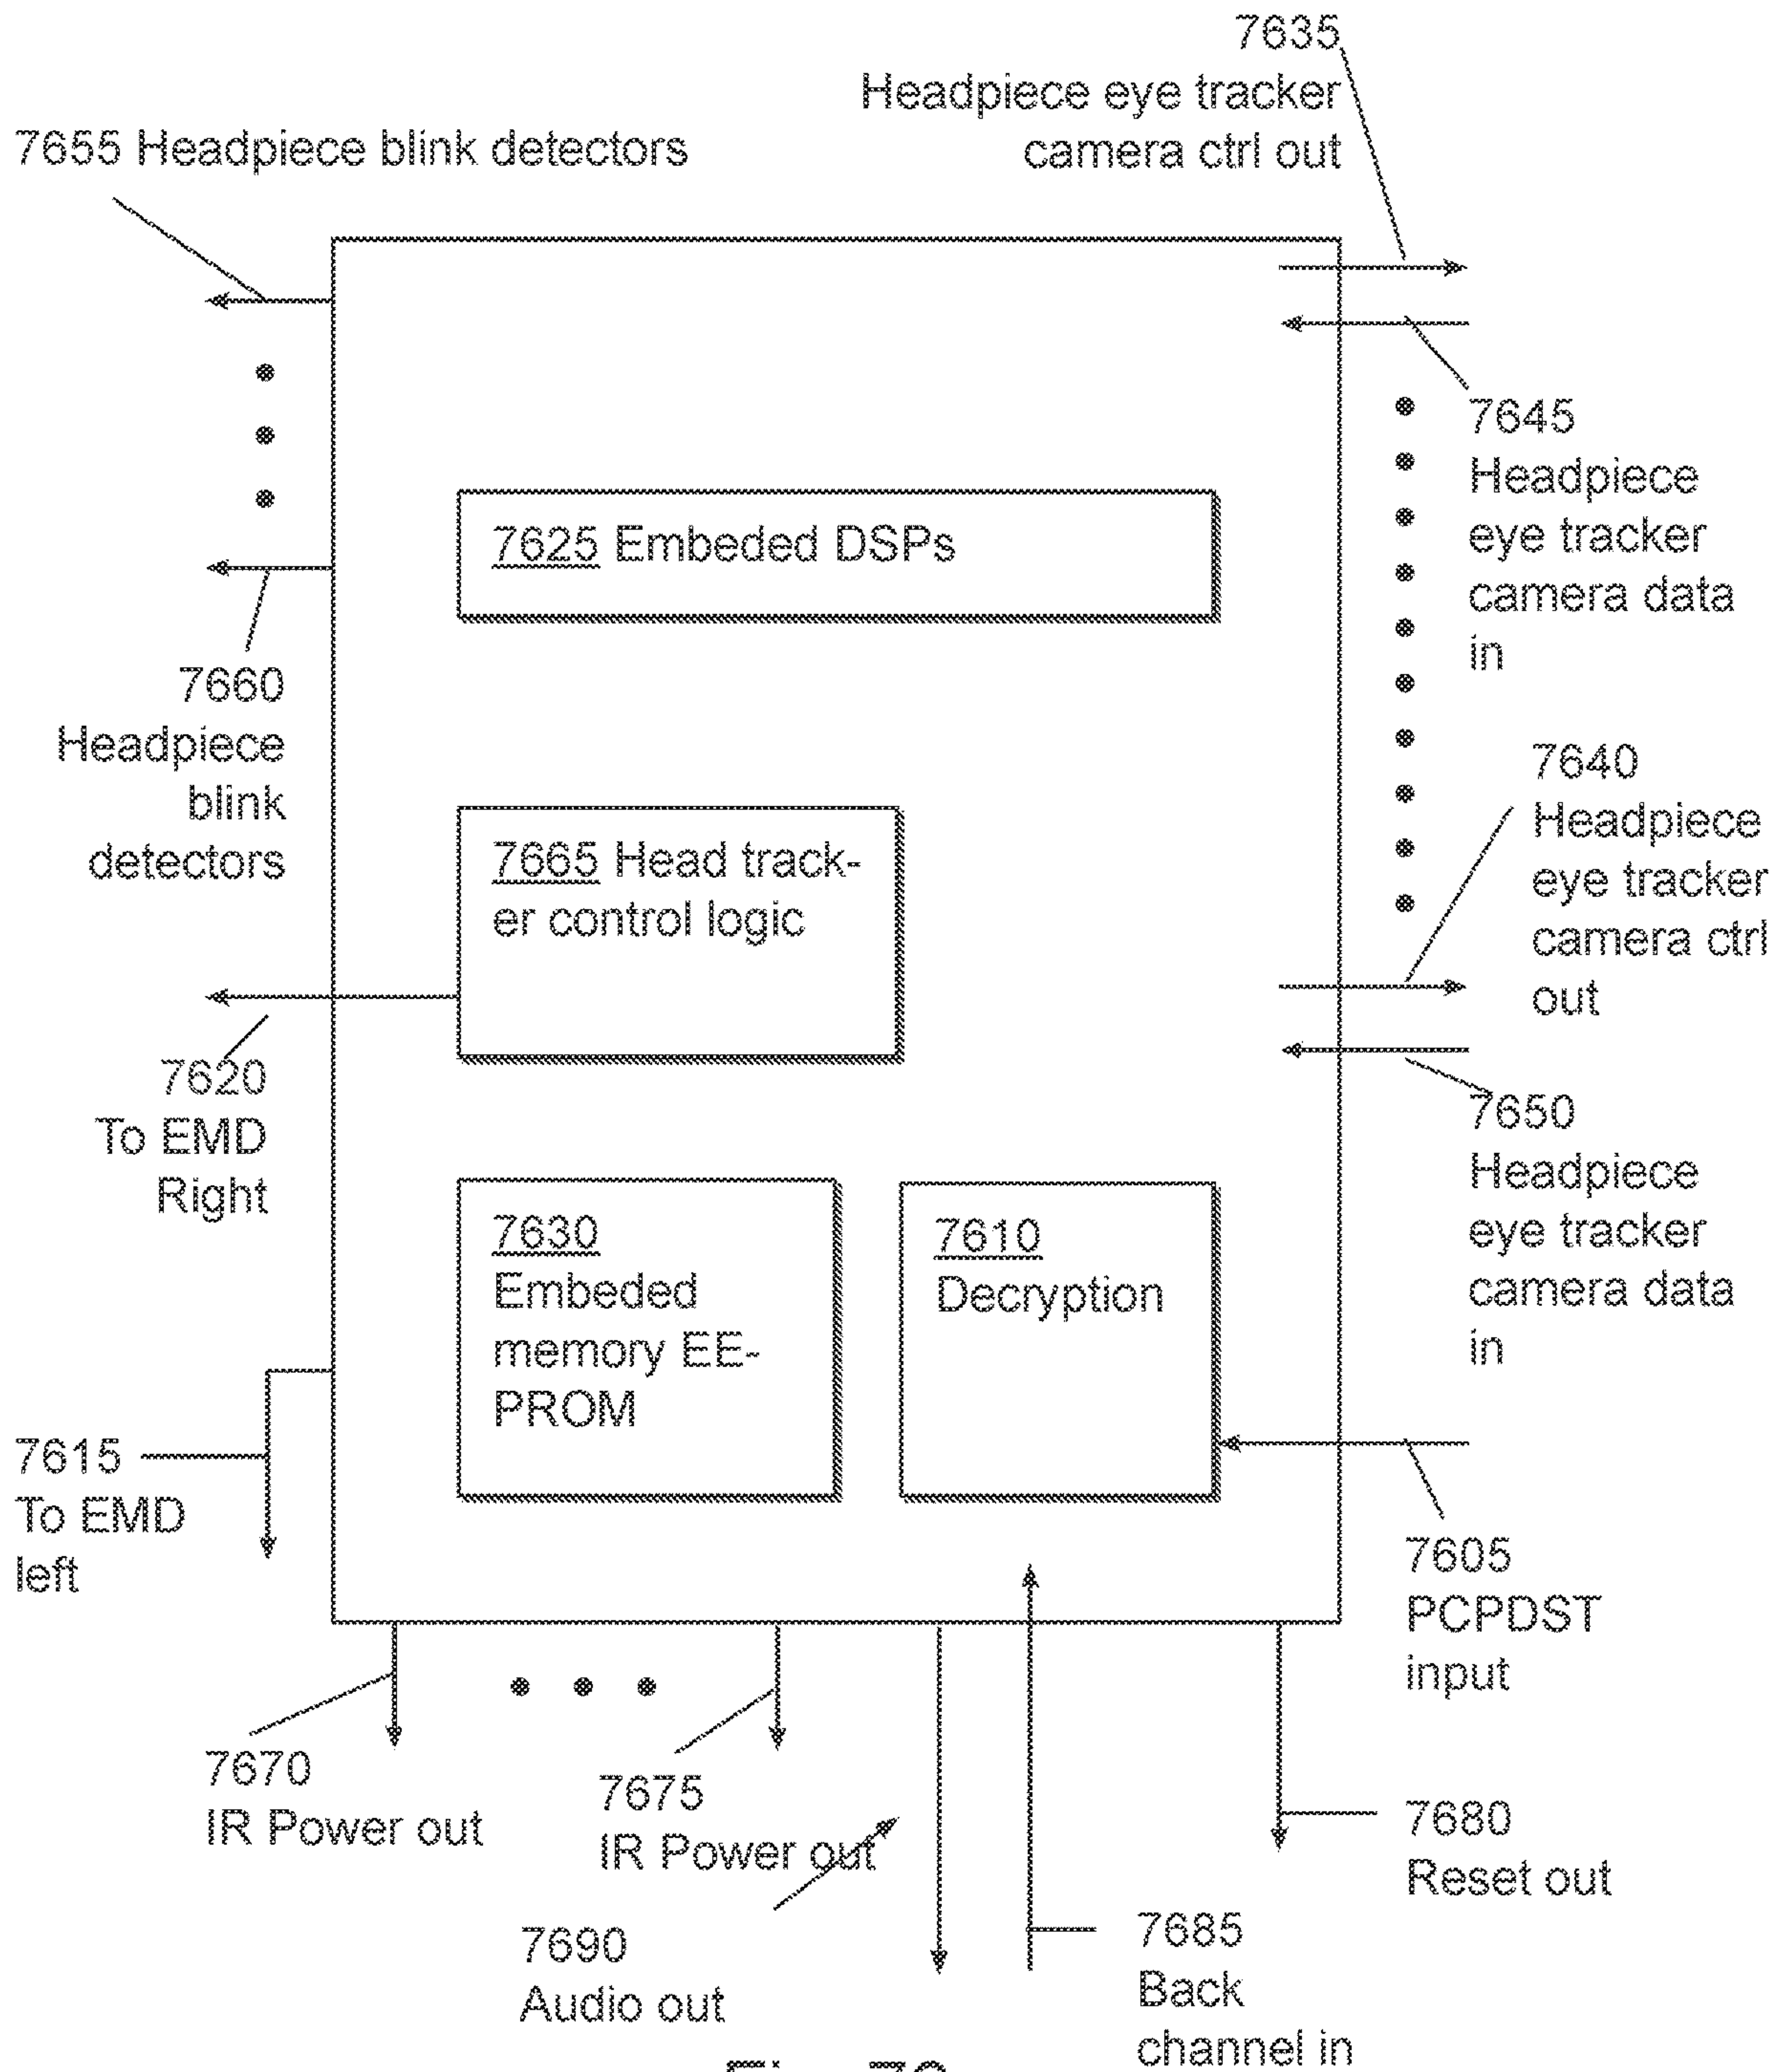 7635
Headpiece eye tracker
camera ctrl out
7655 Headpiece blink detectors
7645
Headpiece
eye tracker
camera data
in
7625 Embeded DSPs
7660
Headpiece
blink
detectors
7640
Headpiece
eye tracker
camera ctrl
out
7665 Head track-
er control logic
7620
To EMD
Right
7650
Headpiece
eye tracker
camera data
in
7630
Embeded
memory EE-
PROM
7610
Decryption
7615
To EMD
left
7605
PCPDST
input
7670
IR Power out
7675
IR Power out
7680
Reset out
7690
Audio out
7685
Back
channel in